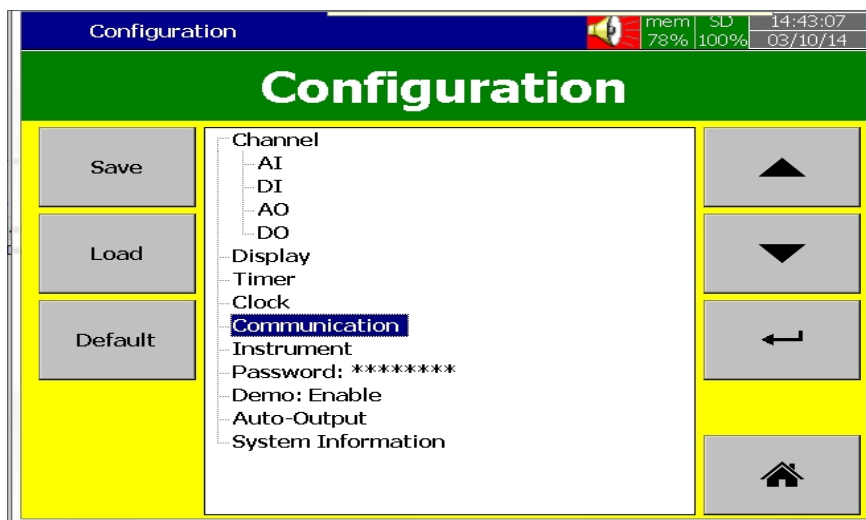 Configuration
mem SD 14:43:07
78% 100% 03/10/14
Configuration
Save
Load
Default
Channel
AI
DI
AO
DO
Display
Timer
Clock
Communication
Instrument
Password: ********
Demo: Enable
Auto-Output
System Information